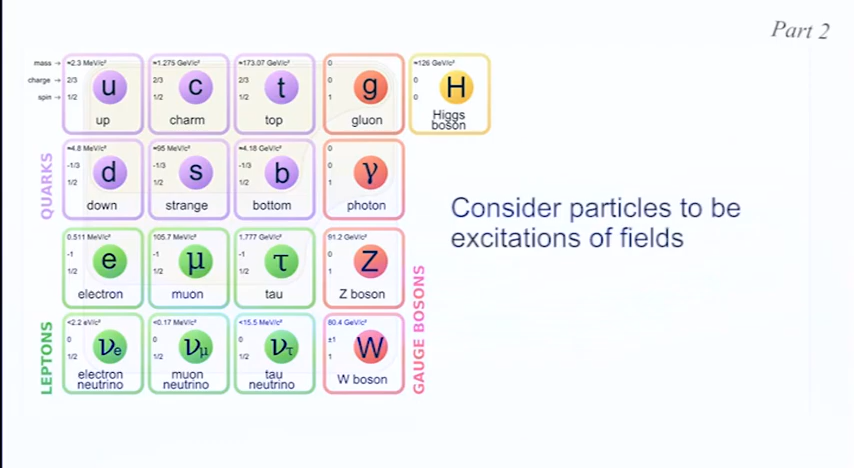 Part 2
mass →
charge →
spin →
≈2.3 MeV/c²
2/3
1/2
u
up
≈1.275 GeV/c²
2/3
1/2
c
charm
≈173.07 GeV/c²
2/3
1/2
t
top
0
0
1
g
gluon
≈126 GeV/c²
0
0
H
Higgs
boson
QUARKS
≈4.8 MeV/c²
-1/3
1/2
d
down
≈95 MeV/c²
-1/3
1/2
s
strange
≈4.18 GeV/c²
-1/3
1/2
b
bottom
0
0
1
γ
photon
Consider particles to be
excitations of fields
0.511 MeV/c²
-1
1/2
e
electron
105.7 MeV/c²
-1
1/2
μ
muon
1.777 GeV/c²
-1
1/2
τ
tau
91.2 GeV/c²
0
1
Z
Z boson
GAUGE BOSONS
LEPTONS
<2.2 eV/c²
0
1/2
νe
electron
neutrino
<0.17 MeV/c²
0
1/2
νμ
muon
neutrino
<15.5 MeV/c²
0
1/2
ντ
tau
neutrino
80.4 GeV/c²
±1
1
W
W boson